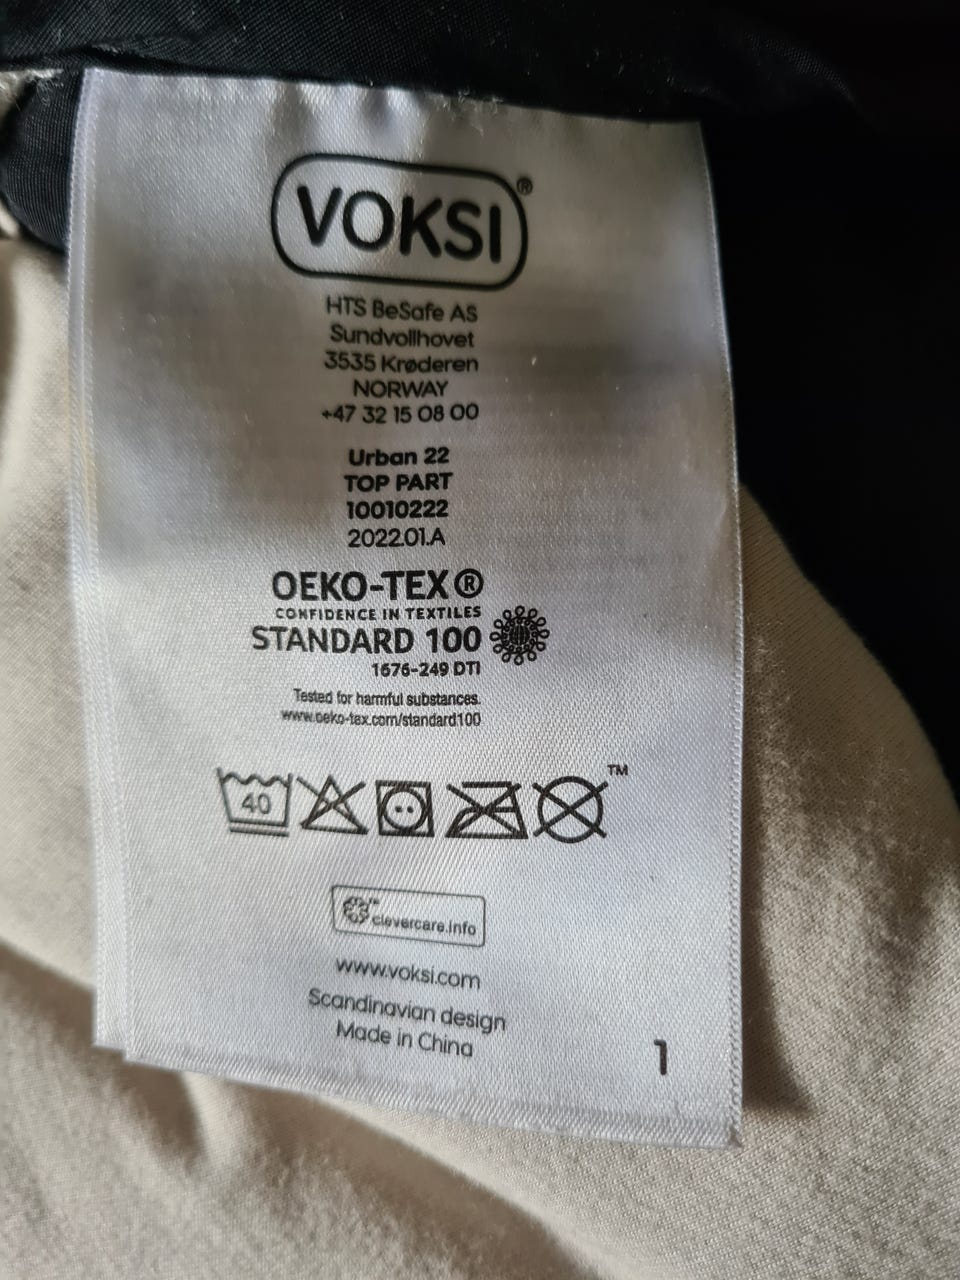 VOKSI®
HTS BeSafe AS
Sundvollhovet
3535 Krøderen
NORWAY
+47 32 15 08 00
Urban 22
TOP PART
10010222
2022.01.A
OEKO-TEX®
CONFIDENCE IN TEXTILES
STANDARD 100
1676-249 DTI
Tested for harmful substances.
www.oeko-tex.com/standard100
40
TM
clevercare.info
www.voksi.com
Scandinavian design
Made in China
1